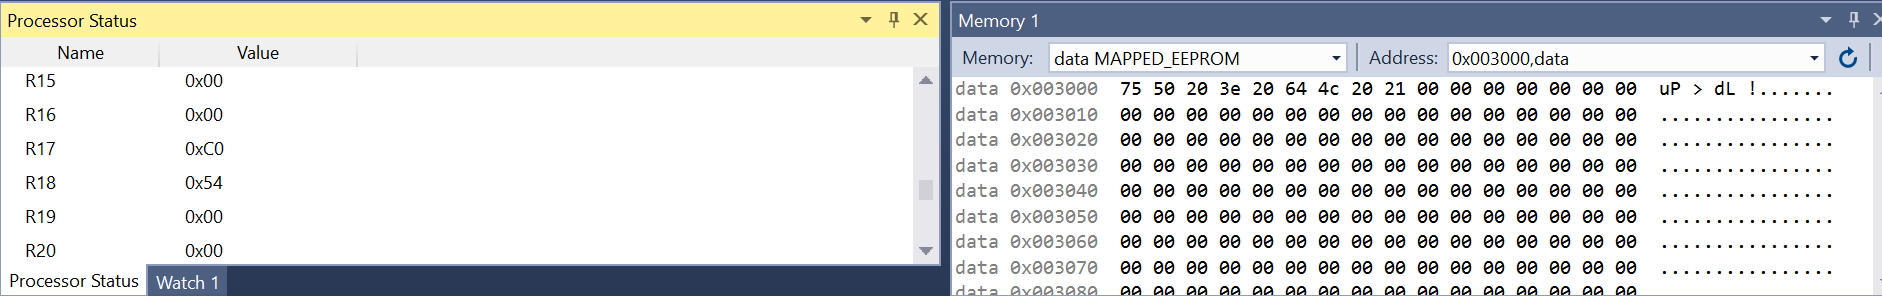 Processor Status
Name Value
R15 0x00
R16 0x00
R17 0xC0
R18 0x54
R19 0x00
R20 0x00
Processor Status Watch 1
Memory 1
Memory: data MAPPED_EEPROM Address: 0x003000,data
data 0x003000 75 50 20 3e 20 64 4c 20 21 00 00 00 00 00 00 00 uP > dL !.......
data 0x003010 00 00 00 00 00 00 00 00 00 00 00 00 00 00 00 00 ................
data 0x003020 00 00 00 00 00 00 00 00 00 00 00 00 00 00 00 00 ................
data 0x003030 00 00 00 00 00 00 00 00 00 00 00 00 00 00 00 00 ................
data 0x003040 00 00 00 00 00 00 00 00 00 00 00 00 00 00 00 00 ................
data 0x003050 00 00 00 00 00 00 00 00 00 00 00 00 00 00 00 00 ................
data 0x003060 00 00 00 00 00 00 00 00 00 00 00 00 00 00 00 00 ................
data 0x003070 00 00 00 00 00 00 00 00 00 00 00 00 00 00 00 00 ................
data 0x003080 00 00 00 00 00 00 00 00 00 00 00 00 00 00 00 00